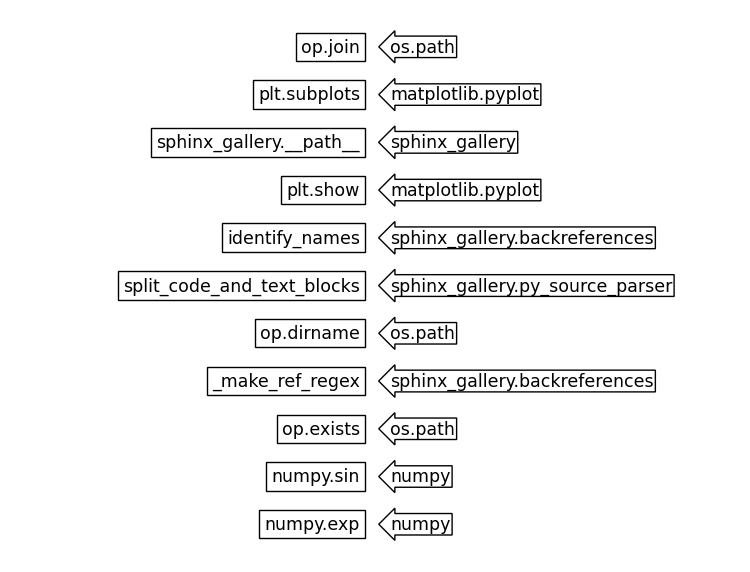 op.join os.path
plt.subplots matplotlib.pyplot
sphinx_gallery.__path__ sphinx_gallery
plt.show matplotlib.pyplot
identify_names sphinx_gallery.backreferences
split_code_and_text_blocks sphinx_gallery.py_source_parser
op.dirname os.path
_make_ref_regex sphinx_gallery.backreferences
op.exists os.path
numpy.sin numpy
numpy.exp numpy